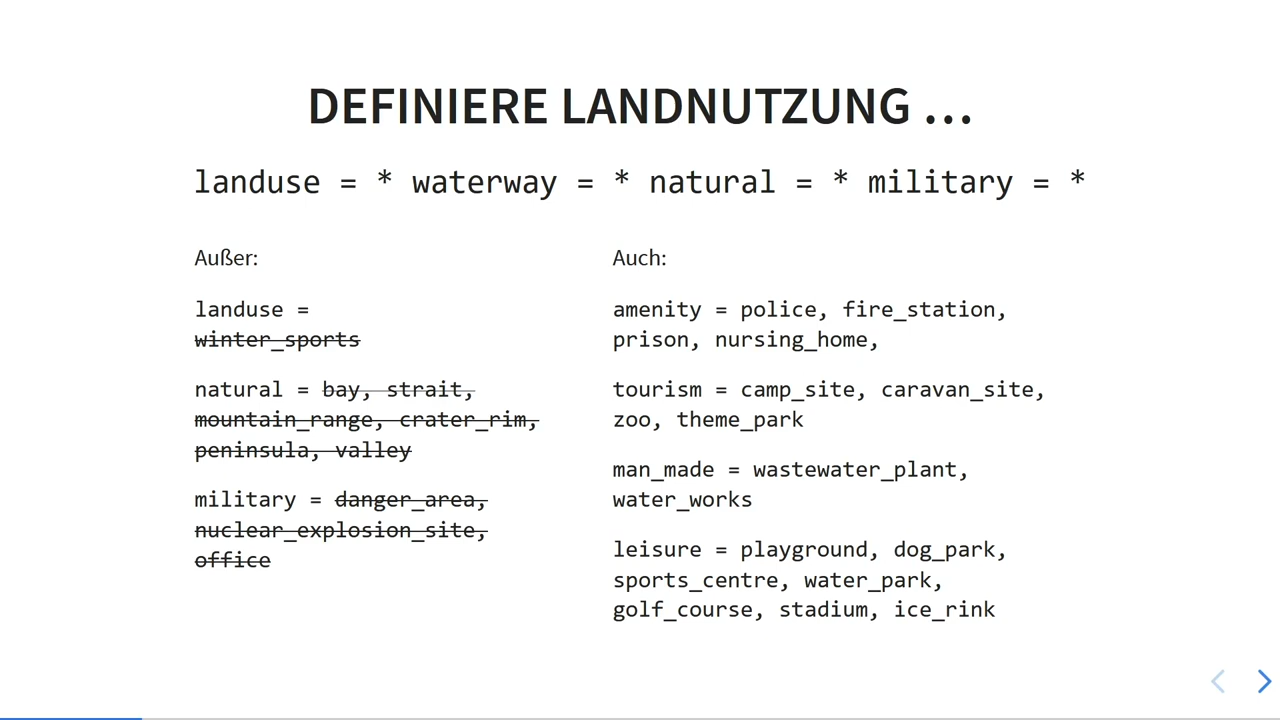 DEFINIERE LANDNUTZUNG …
landuse = * waterway = * natural = * military = *
Außer:
landuse =
winter_sports
natural = bay, strait,
mountain_range, crater_rim,
peninsula, valley
military = danger_area,
nuclear_explosion_site,
office
Auch:
amenity = police, fire_station,
prison, nursing_home,
tourism = camp_site, caravan_site,
zoo, theme_park
man_made = wastewater_plant,
water_works
leisure = playground, dog_park,
sports_centre, water_park,
golf_course, stadium, ice_rink